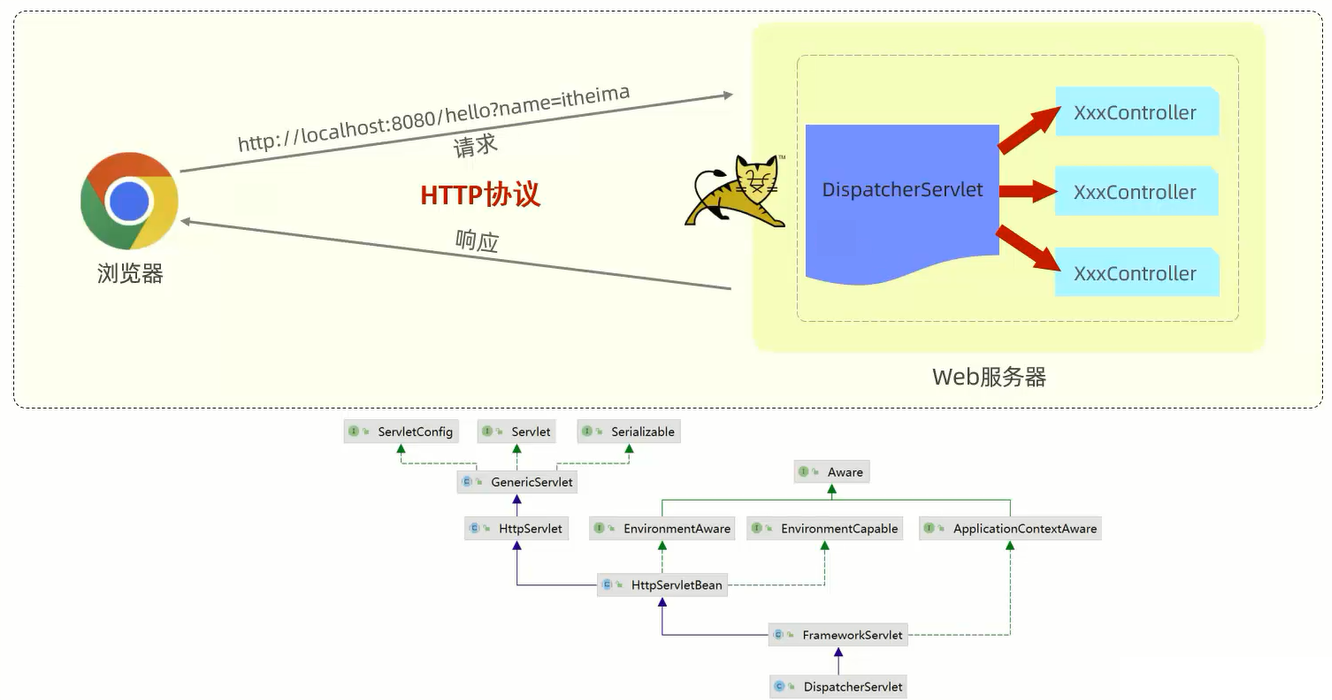 http://localhost:8080/hello?name=itheima
请求
HTTP协议
响应
浏览器
DispatcherServlet
XxxController
XxxController
XxxController
Web服务器
ServletConfig
Servlet
Serializable
GenericServlet
Aware
HttpServlet
EnvironmentAware
EnvironmentCapable
ApplicationContextAware
HttpServletBean
FrameworkServlet
DispatcherServlet